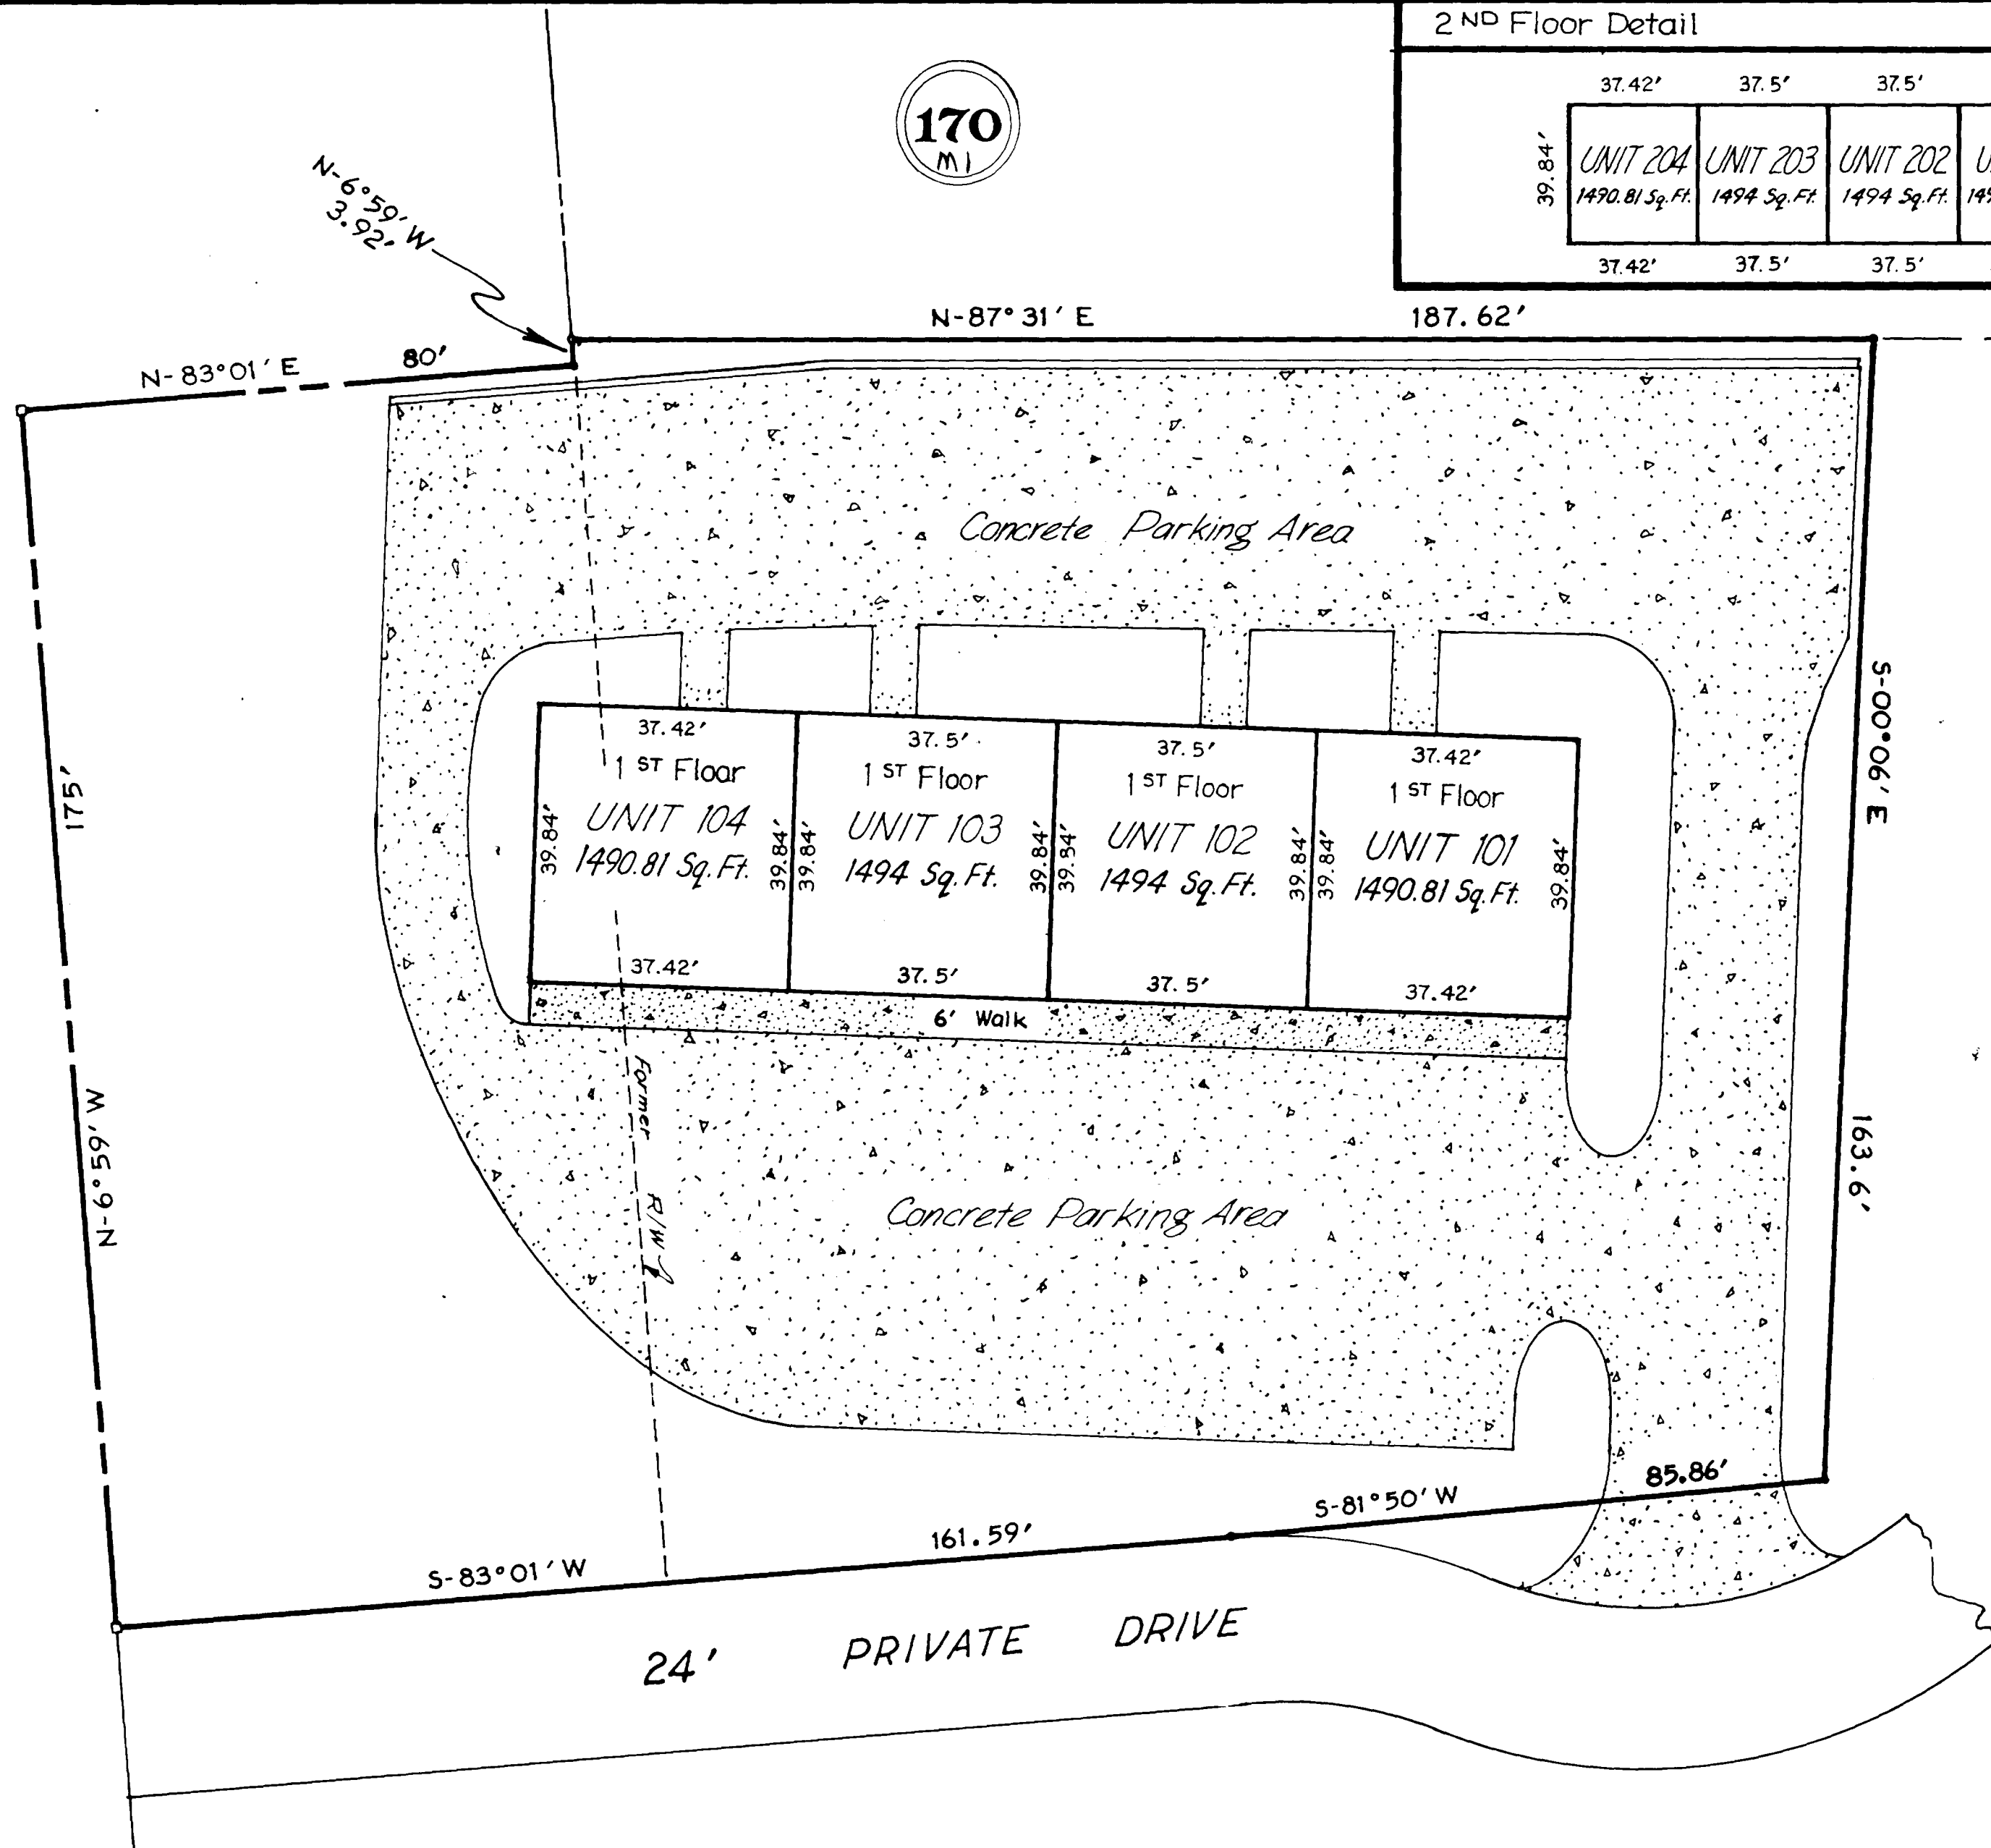 2 ND Floor Detail
37.42' 37.5' 37.5'
39.84'
UNIT 204 UNIT 203 UNIT 202
1490.81 Sq.Ft. 1494 Sq.Ft. 1494 Sq.Ft.
37.42' 37.5' 37.5'
170
M1
N-6°59' W
3.92'
N-87° 31' E 187.62'
N-83°01' E 80'
Concrete Parking Area
S-00°06' E
163.6'
175'
N-6°59' W
37.42' 37.5' 37.5' 37.42'
1 ST Floor 1 ST Floor 1 ST Floor 1 ST Floor
UNIT 104 UNIT 103 UNIT 102 UNIT 101
1490.81 Sq.Ft. 1494 Sq.Ft. 1494 Sq.Ft. 1490.81 Sq.Ft.
39.84' 39.84' 39.84' 39.84' 39.84' 39.84' 39.84' 39.84'
37.42' 37.5' 37.5' 37.42'
6' Walk
Former R/W
Concrete Parking Area
85.86'
S-81°50' W
161.59'
S-83°01' W
24' PRIVATE DRIVE